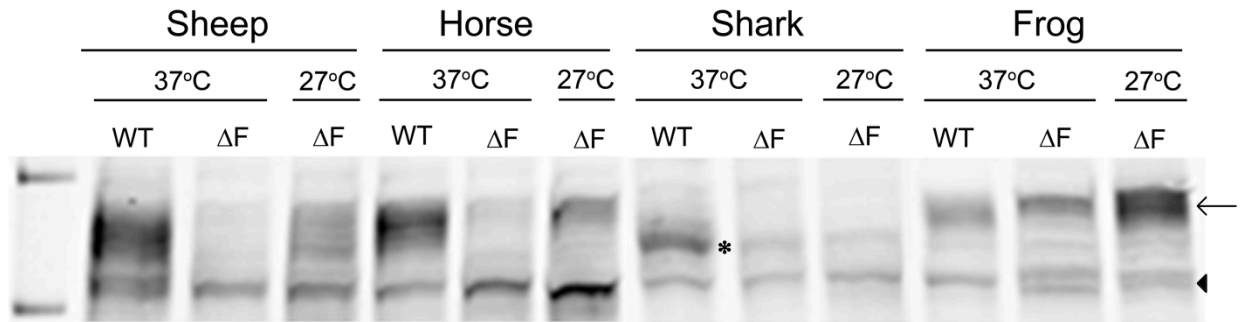 Sheep Horse Shark Frog
37°C 27°C 37°C 27°C 37°C 27°C 37°C 27°C
WT ΔF ΔF WT ΔF ΔF WT ΔF ΔF WT ΔF ΔF
*